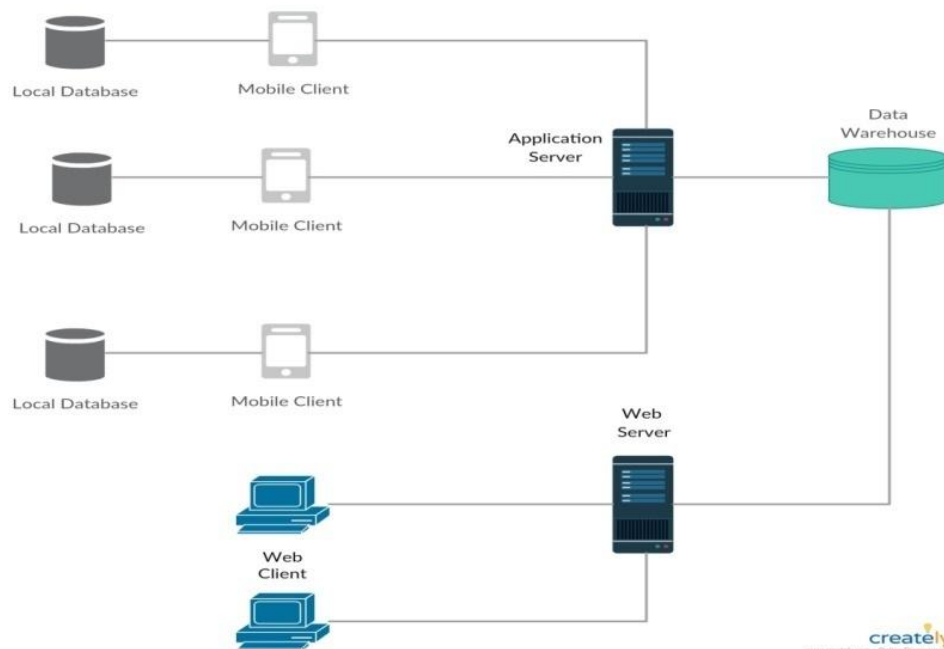 Local Database
Mobile Client
Application
Server
Data
Warehouse
Local Database
Mobile Client
Local Database
Mobile Client
Web
Server
Web
Client
creately